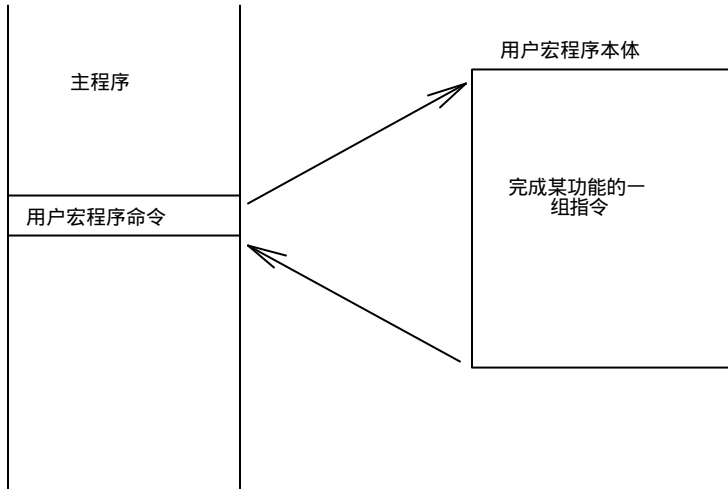 用户宏程序本体
主程序
完成某功能的一
组指令
用户宏程序命令